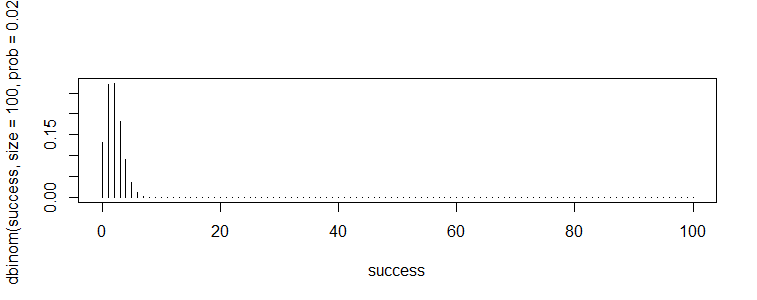 dbinom(success, size = 100, prob = 0.02
0.15
0.00
0 20 40 60 80 100
success